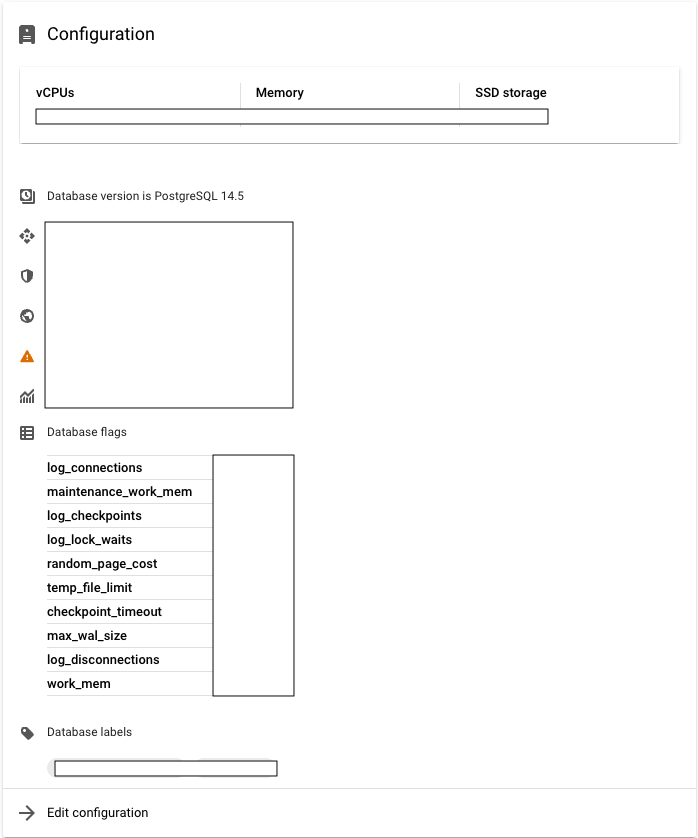 Configuration
vCPUs Memory SSD storage
Database version is PostgreSQL 14.5
Database flags
log_connections
maintenance_work_mem
log_checkpoints
log_lock_waits
random_page_cost
temp_file_limit
checkpoint_timeout
max_wal_size
log_disconnections
work_mem
Database labels
Edit configuration